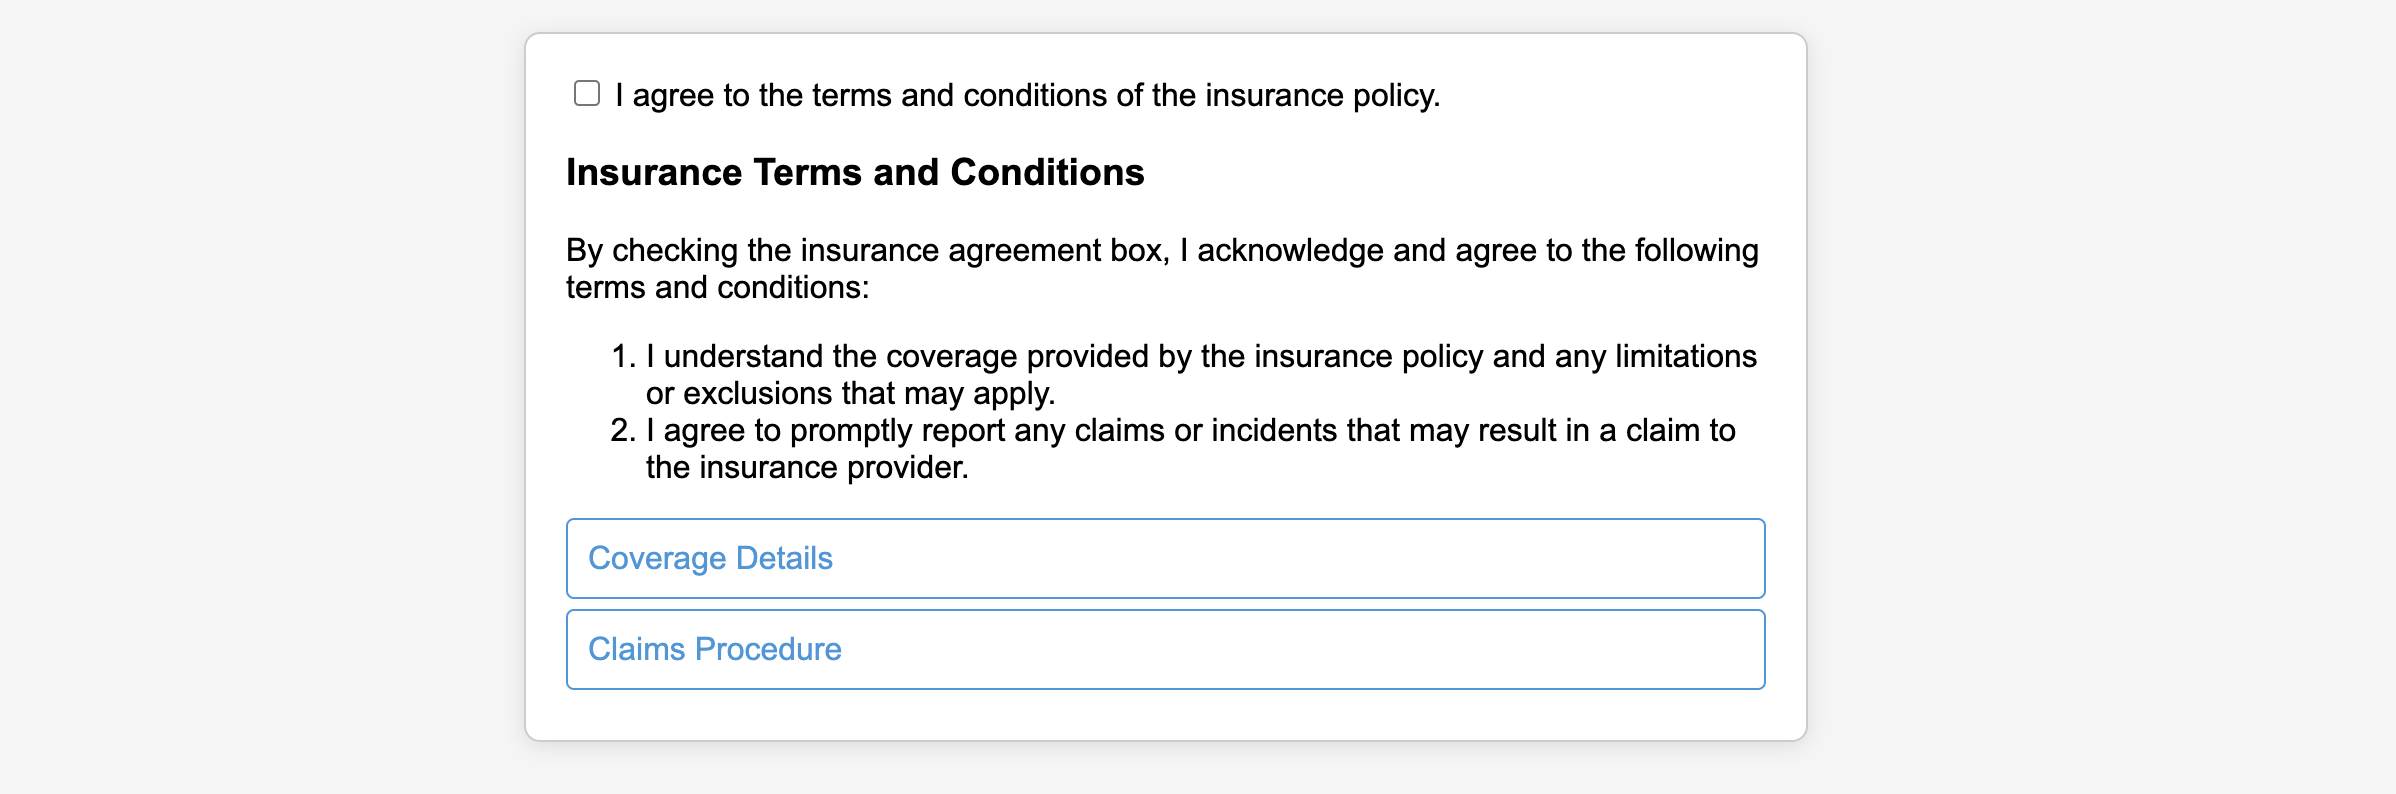 I agree to the terms and conditions of the insurance policy.
Insurance Terms and Conditions
By checking the insurance agreement box, I acknowledge and agree to the following
terms and conditions:
1. I understand the coverage provided by the insurance policy and any limitations
or exclusions that may apply.
2. I agree to promptly report any claims or incidents that may result in a claim to
the insurance provider.
Coverage Details
Claims Procedure